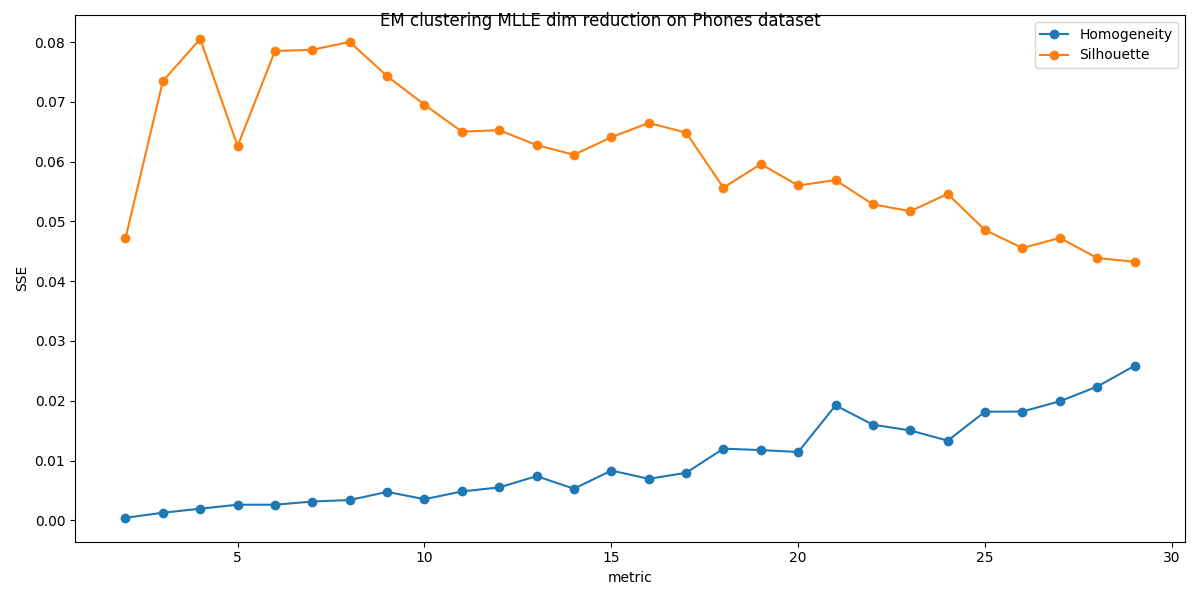 EM clustering MLLE dim reduction on Phones dataset
Homogeneity
Silhouette
0.08
0.07
0.06
0.05
0.04
0.03
0.02
0.01
0.00
SSE
5 10 15 20 25 30
metric